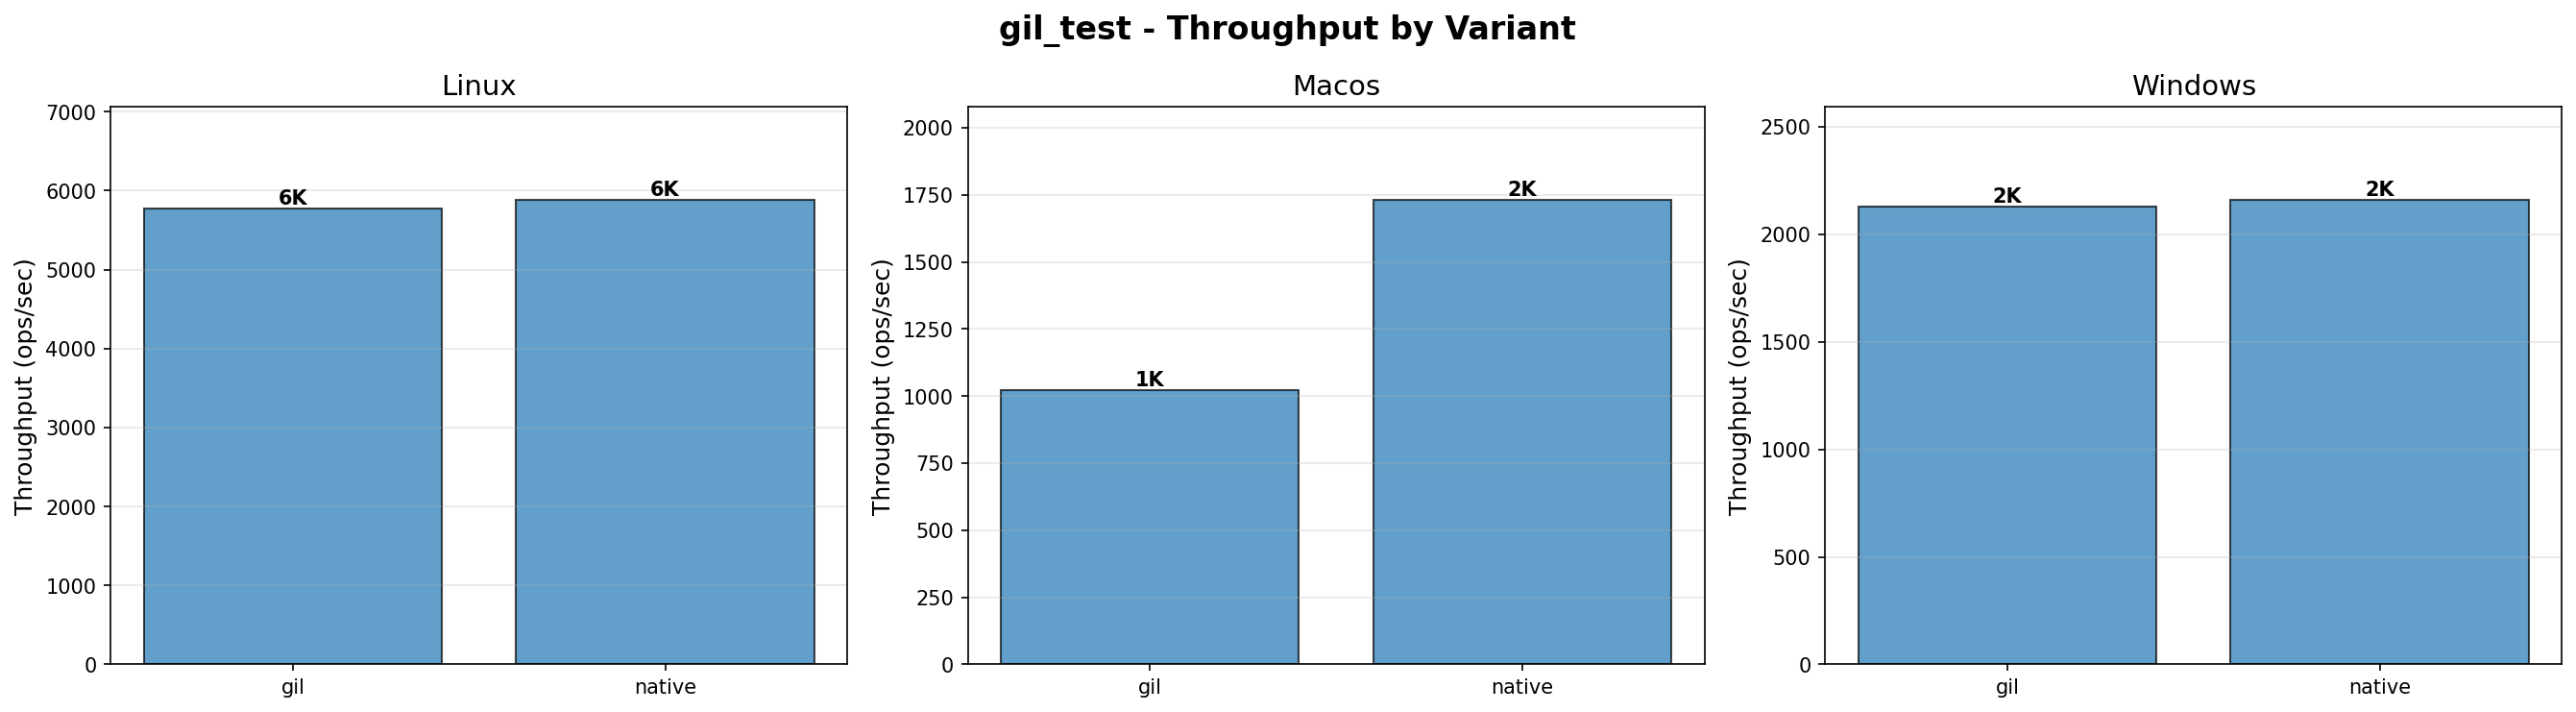 gil_test - Throughput by Variant
Linux
Throughput (ops/sec)
7000
6000
5000
4000
3000
2000
1000
0
6K
6K
gil
native
Macos
Throughput (ops/sec)
2000
1750
1500
1250
1000
750
500
250
0
1K
2K
gil
native
Windows
Throughput (ops/sec)
2500
2000
1500
1000
500
0
2K
2K
gil
native